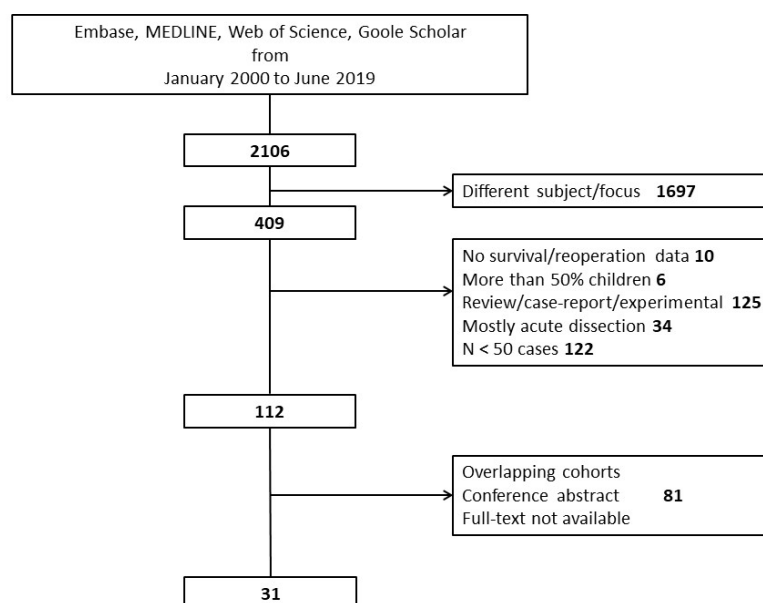 Embase, MEDLINE, Web of Science, Goole Scholar
from
January 2000 to June 2019
2106
Different subject/focus 1697
409
No survival/reoperation data 10
More than 50% children 6
Review/case-report/experimental 125
Mostly acute dissection 34
N < 50 cases 122
112
Overlapping cohorts
Conference abstract 81
Full-text not available
31